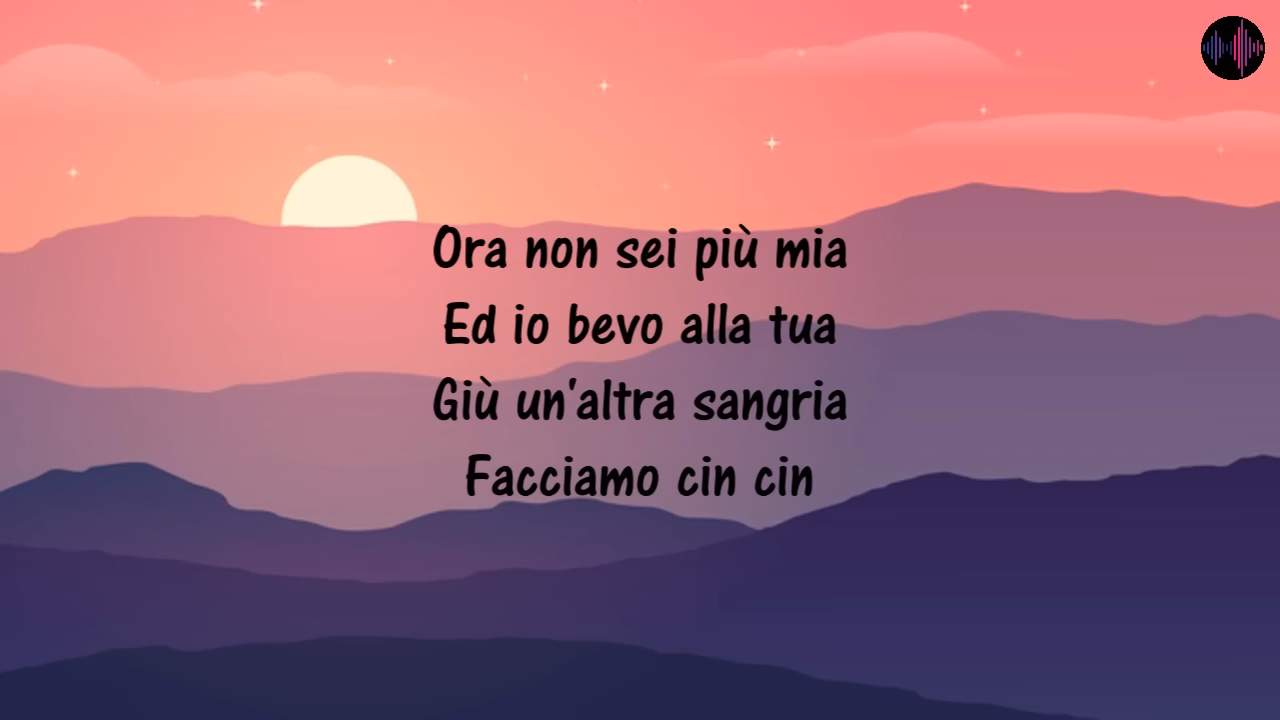 Ora non sei più mia
Ed io bevo alla tua
Giù un'altra sangria
Facciamo cin cin